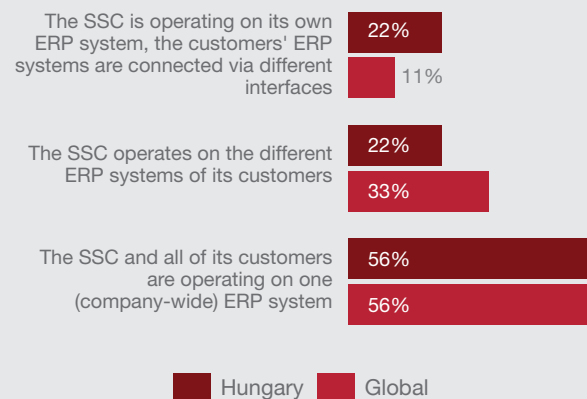 The SSC is operating on its own
ERP system, the customers' ERP
systems are connected via different
interfaces
22%
11%
The SSC operates on the different
ERP systems of its customers
22%
33%
The SSC and all of its customers
are operating on one
(company-wide) ERP system
56%
56%
Hungary
Global